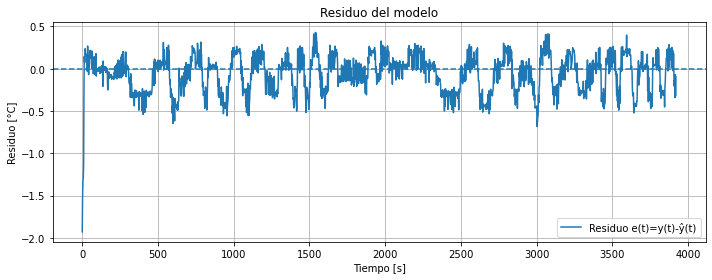 Residuo del modelo
Residuo [°C]
0.5
0.0
−0.5
−1.0
−1.5
−2.0
0 500 1000 1500 2000 2500 3000 3500 4000
Tiempo [s]
Residuo e(t)=y(t)-ŷ(t)